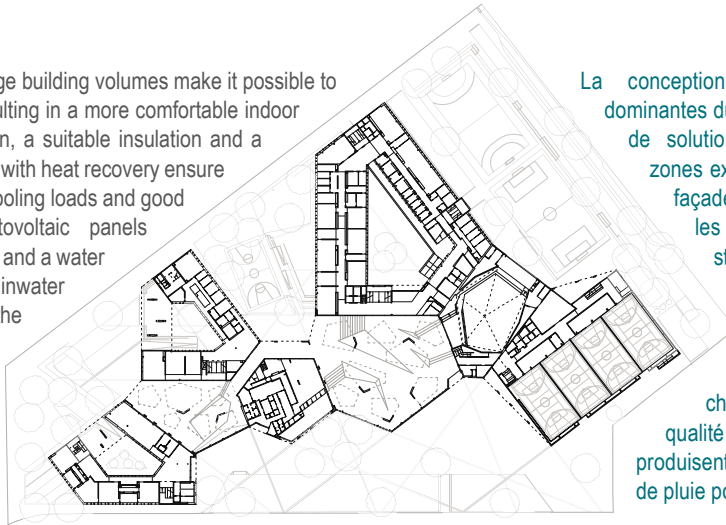 ge building volumes make it possible to
ulting in a more comfortable indoor
n, a suitable insulation and a
with heat recovery ensure
ooling loads and good
tovoltaic panels
and a water
inwater
he
La conception
dominantes du
de solution
zones ex
façade
les
st
ch
qualité
produisent
de pluie po